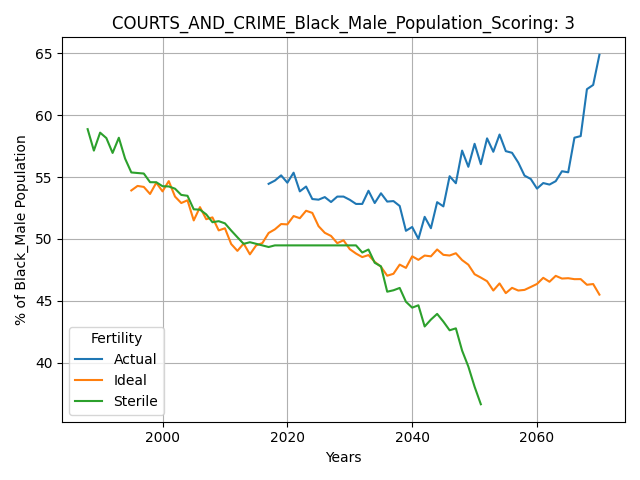 COURTS_AND_CRIME_Black_Male_Population_Scoring: 3
% of Black_Male Population
65
60
55
50
45
40
Fertility
Actual
Ideal
Sterile
2000
2020
2040
2060
Years